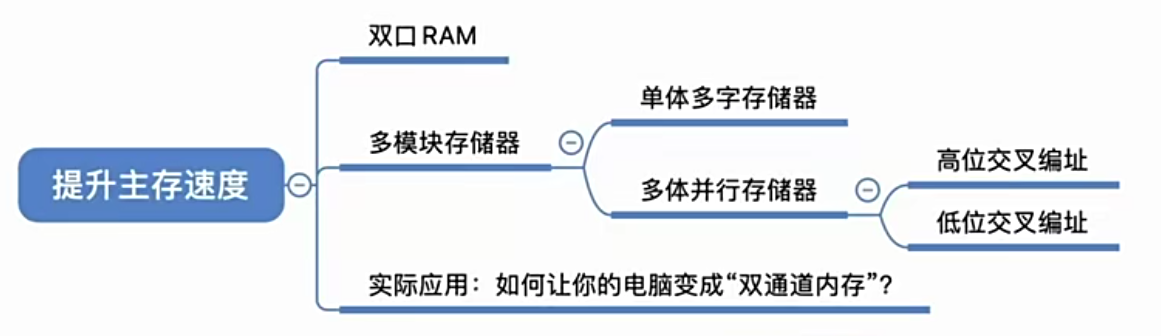 双口RAM
单体多字存储器
多模块存储器
高位交叉编址
提升主存速度
多体并行存储器
低位交叉编址
实际应用：如何让你的电脑变成“双通道内存”？